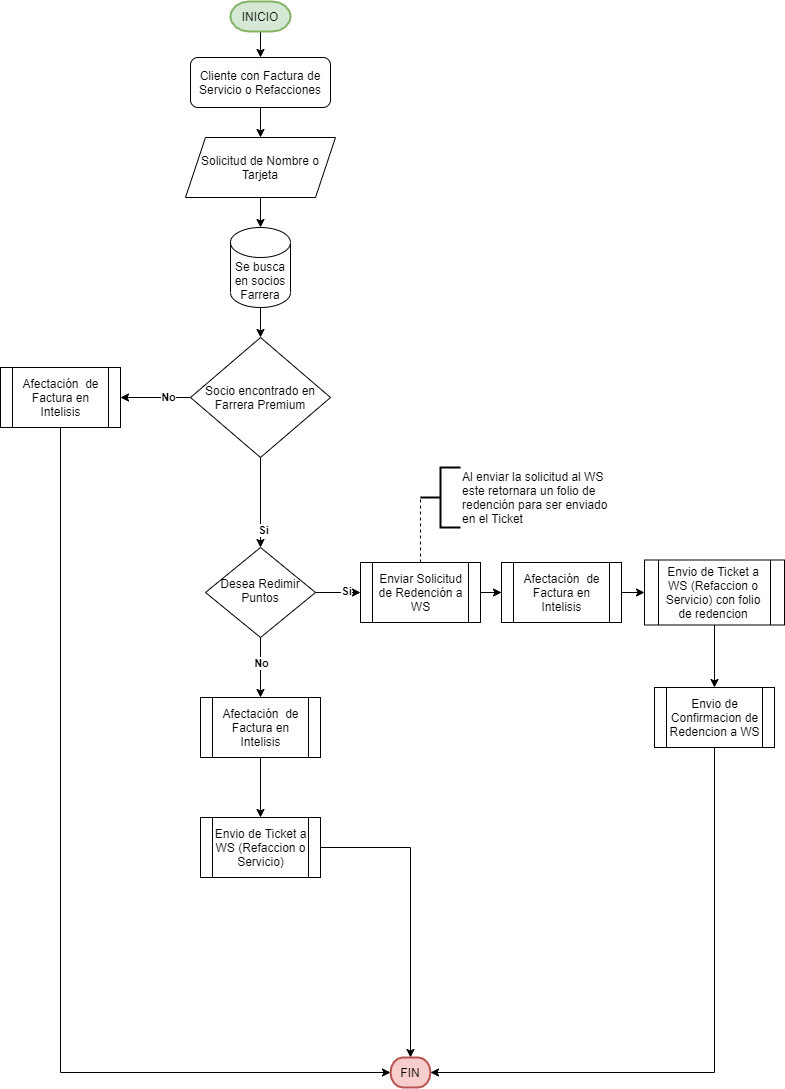 INICIO
Cliente con Factura de
Servicio o Refacciones
Solicitud de Nombre o
Tarjeta
Se busca
en socios
Farrera
Socio encontrado en
Farrera Premium
No
Afectación de
Factura en
Intelisis
Si
Al enviar la solicitud al WS
este retornara un folio de
redención para ser enviado
en el Ticket
Desea Redimir
Puntos
Si
Enviar Solicitud
de Redención a
WS
Afectación de
Factura en
Intelisis
Envio de Ticket a
WS (Refaccion o
Servicio) con folio
de redencion
No
Afectación de
Factura en
Intelisis
Envio de
Confirmacion de
Redencion a WS
Envio de Ticket a
WS (Refaccion o
Servicio)
FIN